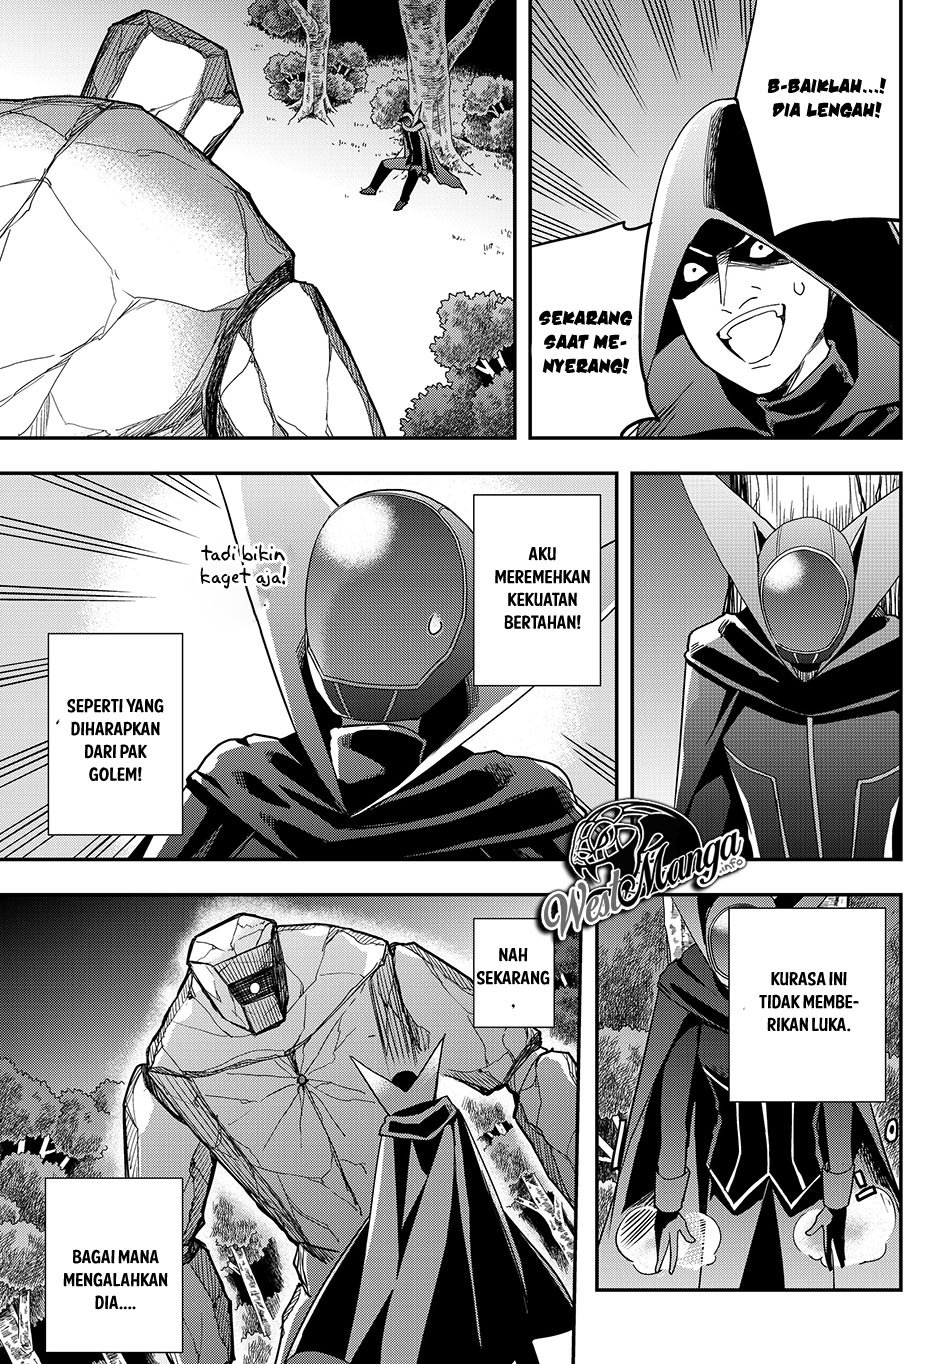 B-BAIKLAH...!
DIA LENGAH!
SEKARANG
SAAT ME-
NYERANG!
AKU
MEREMEHKAN
KEKUATAN
BERTAHAN!
tadi bikin
kaget aja!
SEPERTI YANG
DIHARAPKAN
DARI PAK
GOLEM!
WestManga
.info
KURASA INI
TIDAK MEMBE-
RIKAN LUKA.
NAH
SEKARANG
.
BAGAI MANA
MENGALAHKAN
DIA....